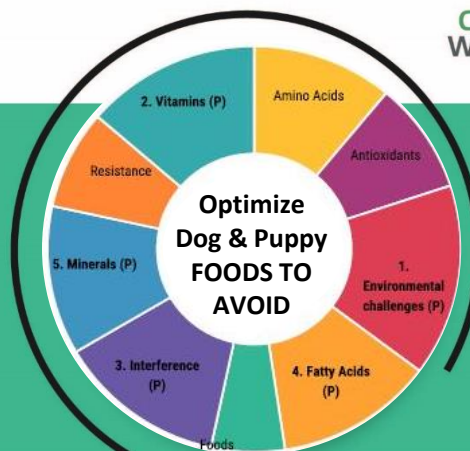 2. Vitamins (P)
Amino Acids
Antioxidants
1.
Environmental
challenges (P)
4. Fatty Acids
(P)
Foods
3. Interference
(P)
5. Minerals (P)
Resistance
Optimize
Dog & Puppy
FOODS TO
AVOID